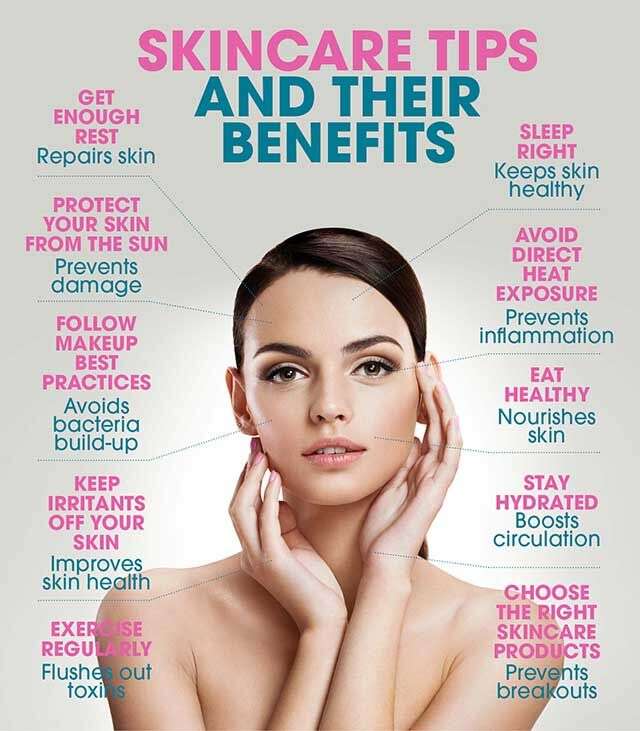 SKINCARE TIPS
AND THEIR
BENEFITS
GET
ENOUGH
REST
Repairs skin
PROTECT
YOUR SKIN
FROM THE SUN
Prevents
damage
FOLLOW
MAKEUP
BEST
PRACTICES
Avoids
bacteria
build-up
KEEP
IRRITANTS
OFF YOUR
SKIN
Improves
skin health
EXERCISE
REGULARLY
Flushes out
toxins
SLEEP
RIGHT
Keeps skin
healthy
AVOID
DIRECT
HEAT
EXPOSURE
Prevents
inflammation
EAT
HEALTHY
Nourishes
skin
STAY
HYDRATED
Boosts
circulation
CHOOSE
THE RIGHT
SKINCARE
PRODUCTS
Prevents
breakouts